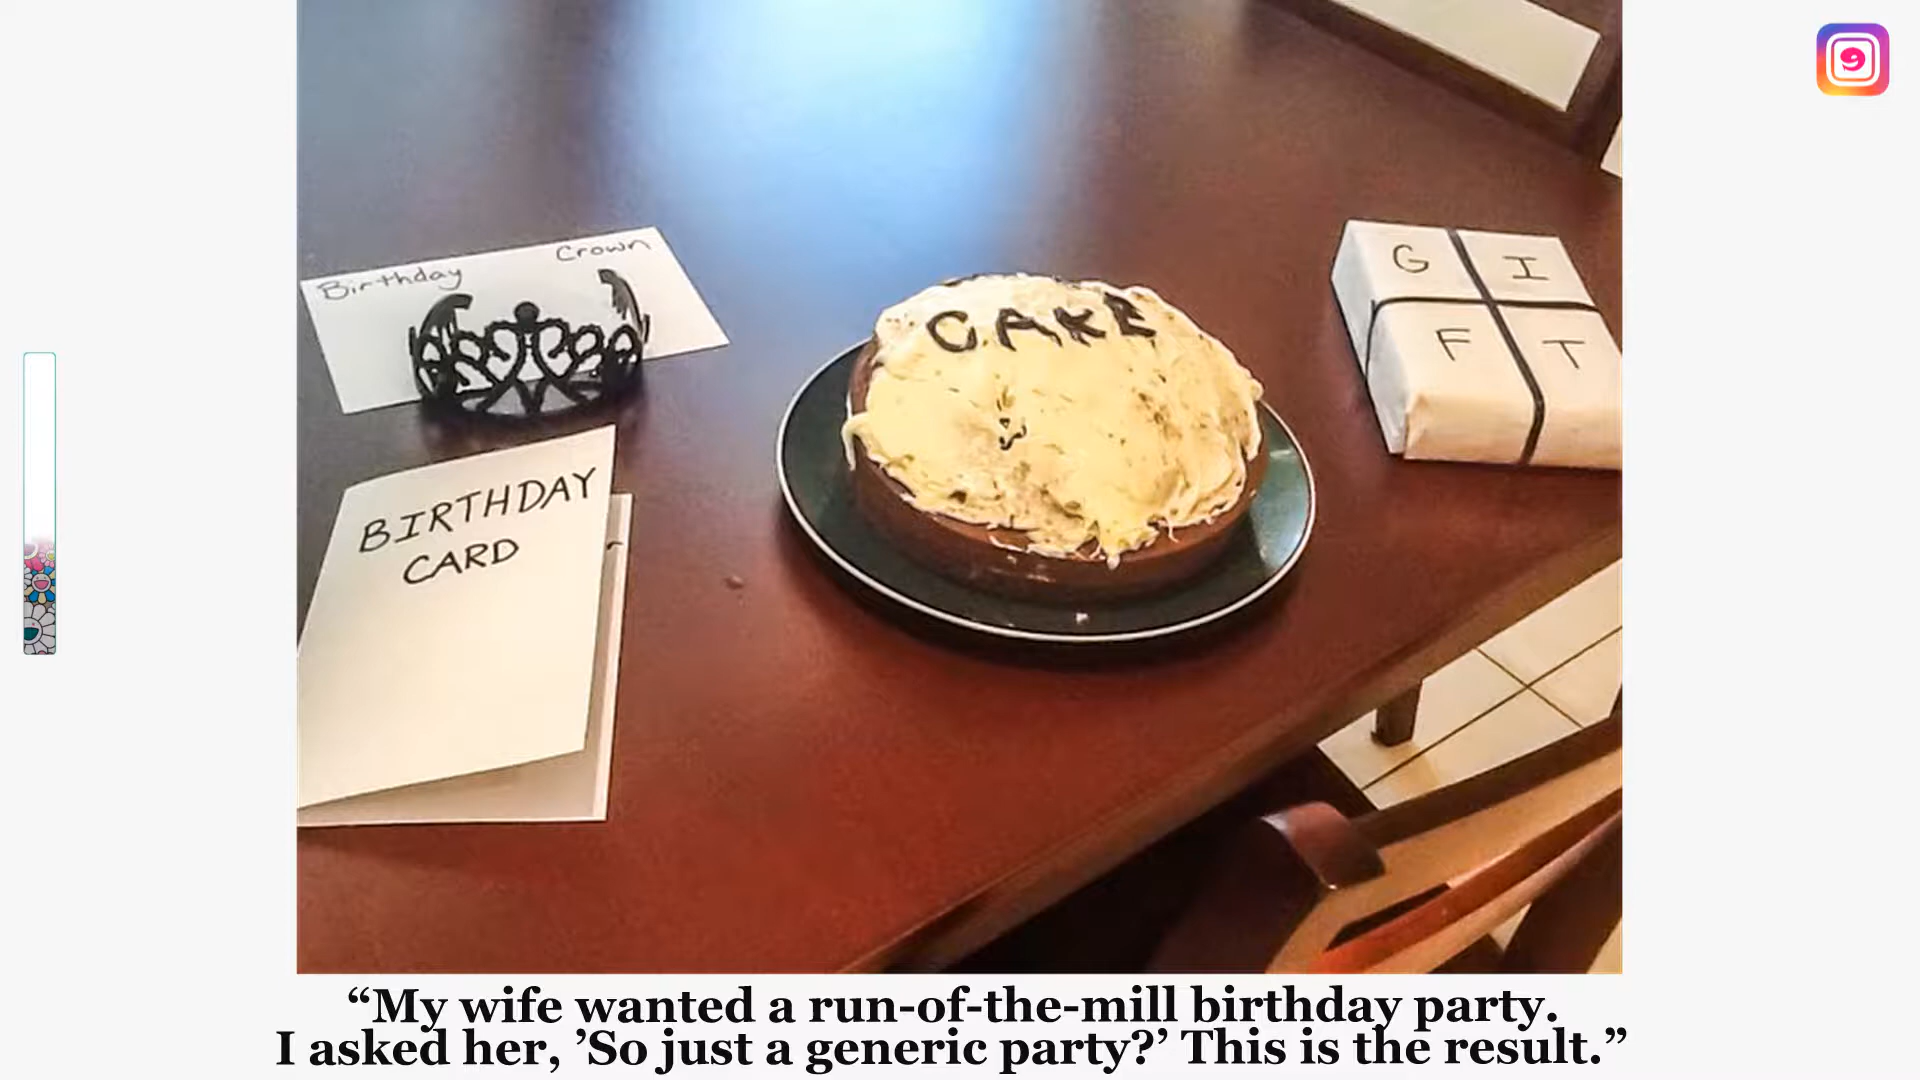 Birthday Crown
CAKE
G I
F T
BIRTHDAY
CARD
“My wife wanted a run-of-the-mill birthday party.
I asked her, ’So just a generic party?’ This is the result.”